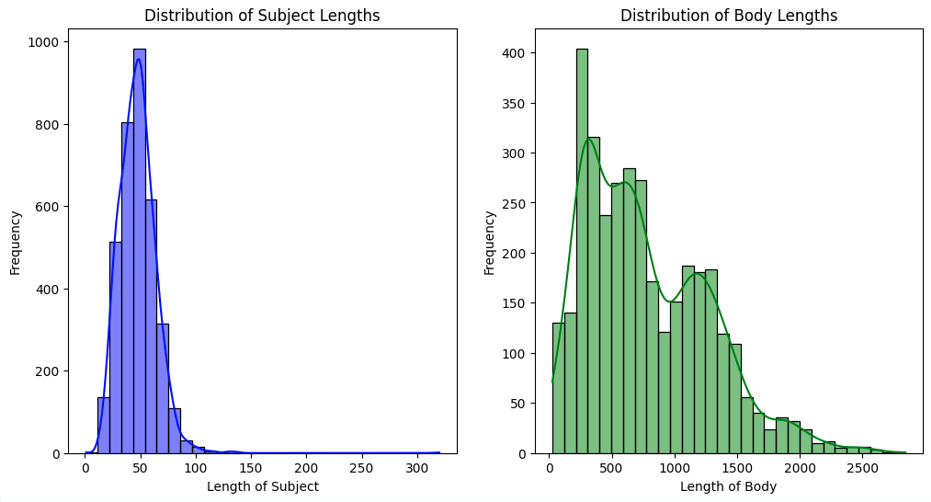 Distribution of Subject Lengths
Frequency
1000
800
600
400
200
0
0 50 100 150 200 250 300
Length of Subject
Distribution of Body Lengths
Frequency
400
350
300
250
200
150
100
50
0
0 500 1000 1500 2000 2500
Length of Body